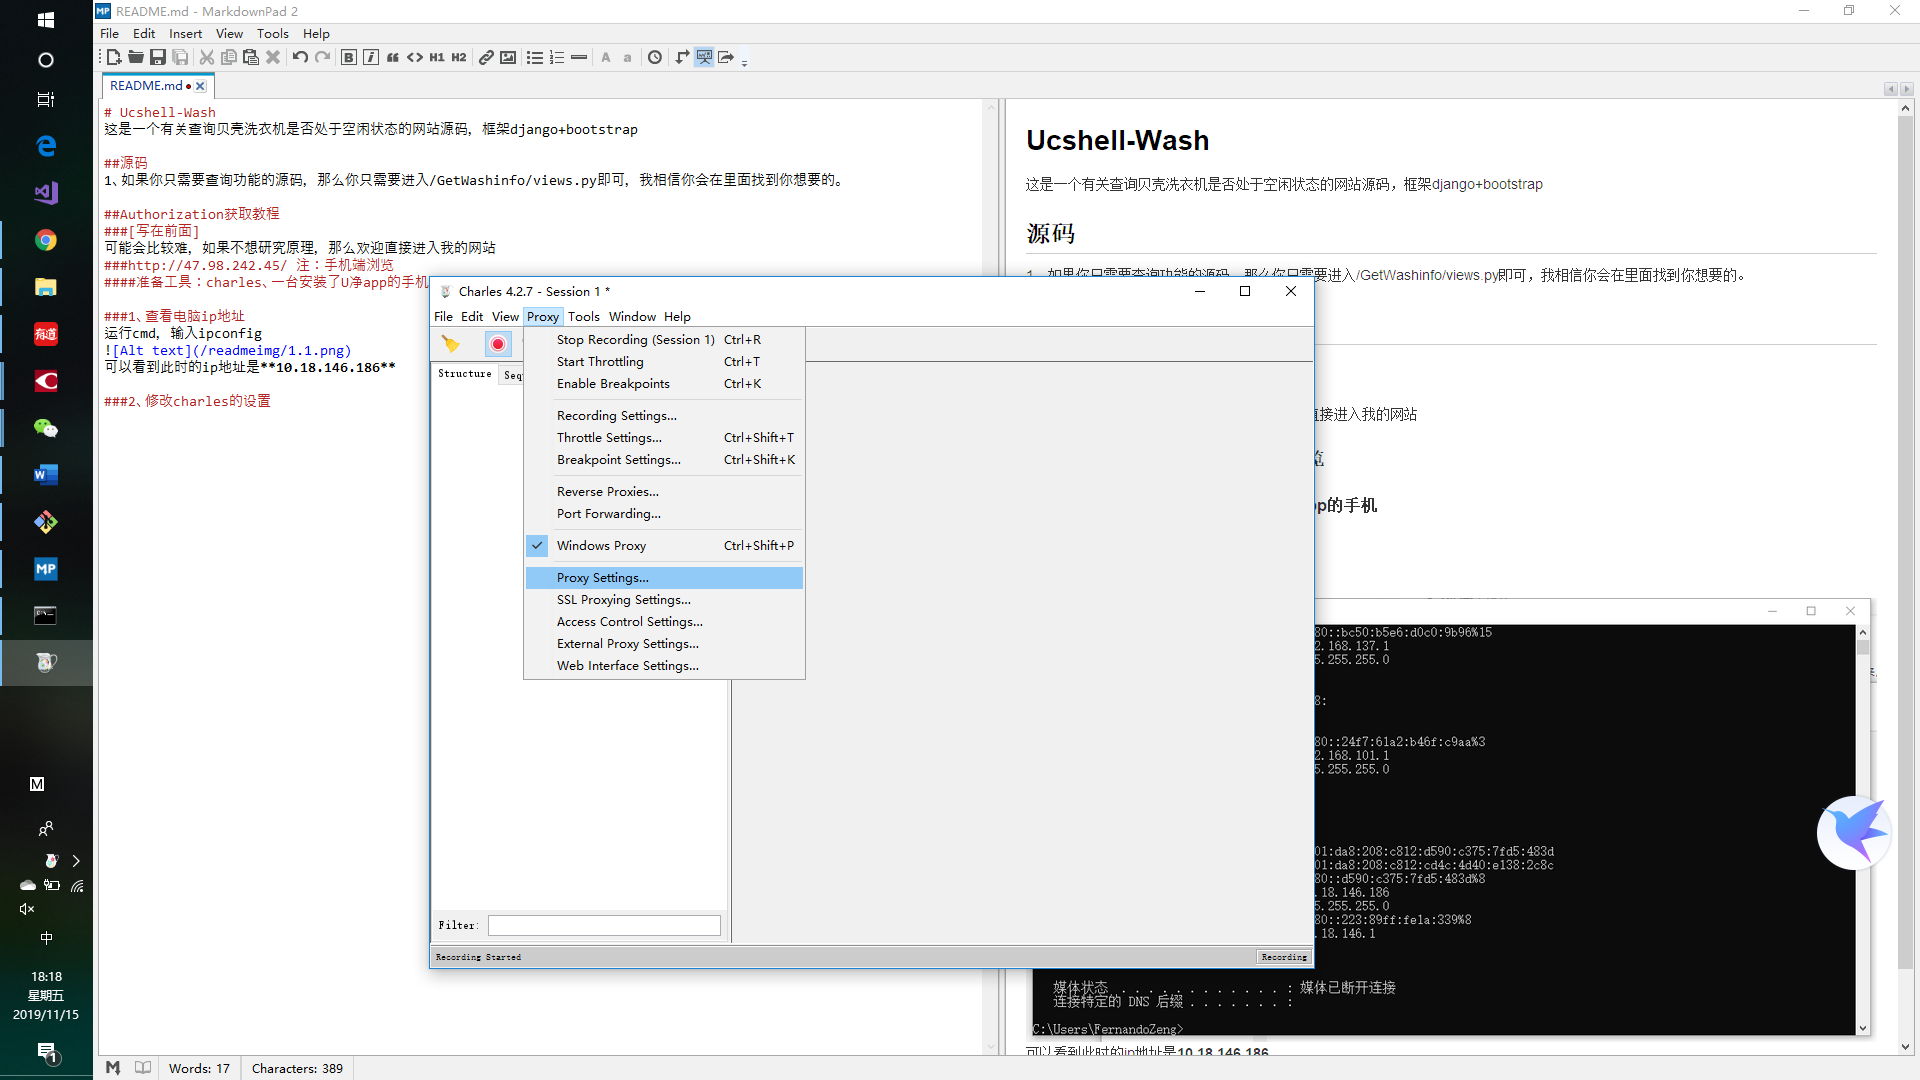 README.md - MarkdownPad 2
File Edit Insert View Tools Help
H1 H2
README.md
# Ucshell-Wash
这是一个有关查询贝壳洗衣机是否处于空闲状态的网站源码，框架django+bootstrap
##源码
1、如果你只需要查询功能的源码，那么你只需要进入/GetWashinfo/views.py即可，我相信你会在里面找到你想要的。
##Authorization获取教程
###[写在前面]
可能会比较难，如果不想研究原理，那么欢迎直接进入我的网站
###http://47.98.242.45/ 注：手机端浏览
####准备工具：charles、一台安装了U净app的手机
###1、查看电脑ip地址
运行cmd，输入ipconfig
![Alt text](/readmeimg/1.1.png)
可以看到此时的ip地址是**10.18.146.186**
###2、修改charles的设置
Ucshell-Wash
这是一个有关查询贝壳洗衣机是否处于空闲状态的网站源码，框架django+bootstrap
源码
1、如果你只需要查询功能的源码，那么你只需要进入/GetWashinfo/views.py即可，我相信你会在里面找到你想要的。
接进入我的网站
览
pp的手机
Charles 4.2.7 - Session 1 *
File Edit View Proxy Tools Window Help
Structure Seq
Stop Recording (Session 1) Ctrl+R
Start Throttling Ctrl+T
Enable Breakpoints Ctrl+K
Recording Settings...
Throttle Settings... Ctrl+Shift+T
Breakpoint Settings... Ctrl+Shift+K
Reverse Proxies...
Port Forwarding...
Windows Proxy Ctrl+Shift+P
Proxy Settings...
SSL Proxying Settings...
Access Control Settings...
External Proxy Settings...
Web Interface Settings...
Filter:
Recording Started Recording
80::bc50:b5e6:d0c0:9b96%15
2.168.137.1
5.255.255.0
8:
80::24f7:61a2:b46f:c9aa%3
2.168.101.1
5.255.255.0
01:da8:208:c812:d590:c375:7fd5:483d
01:da8:208:c812:cd4c:4d40:e138:2c8c
80::d590:c375:7fd5:483d%8
.18.146.186
5.255.255.0
80::223:89ff:fe1a:339%8
.18.146.1
媒体状态 . . . . . . . . . . . . : 媒体已断开连接
连接特定的 DNS 后缀 . . . . . . . :
C:\Users\FernandoZeng>
可以看到此时的ip地址是10.18.146.186
M
中
18:18
星期五
2019/11/15
1
Words: 17 Characters: 389